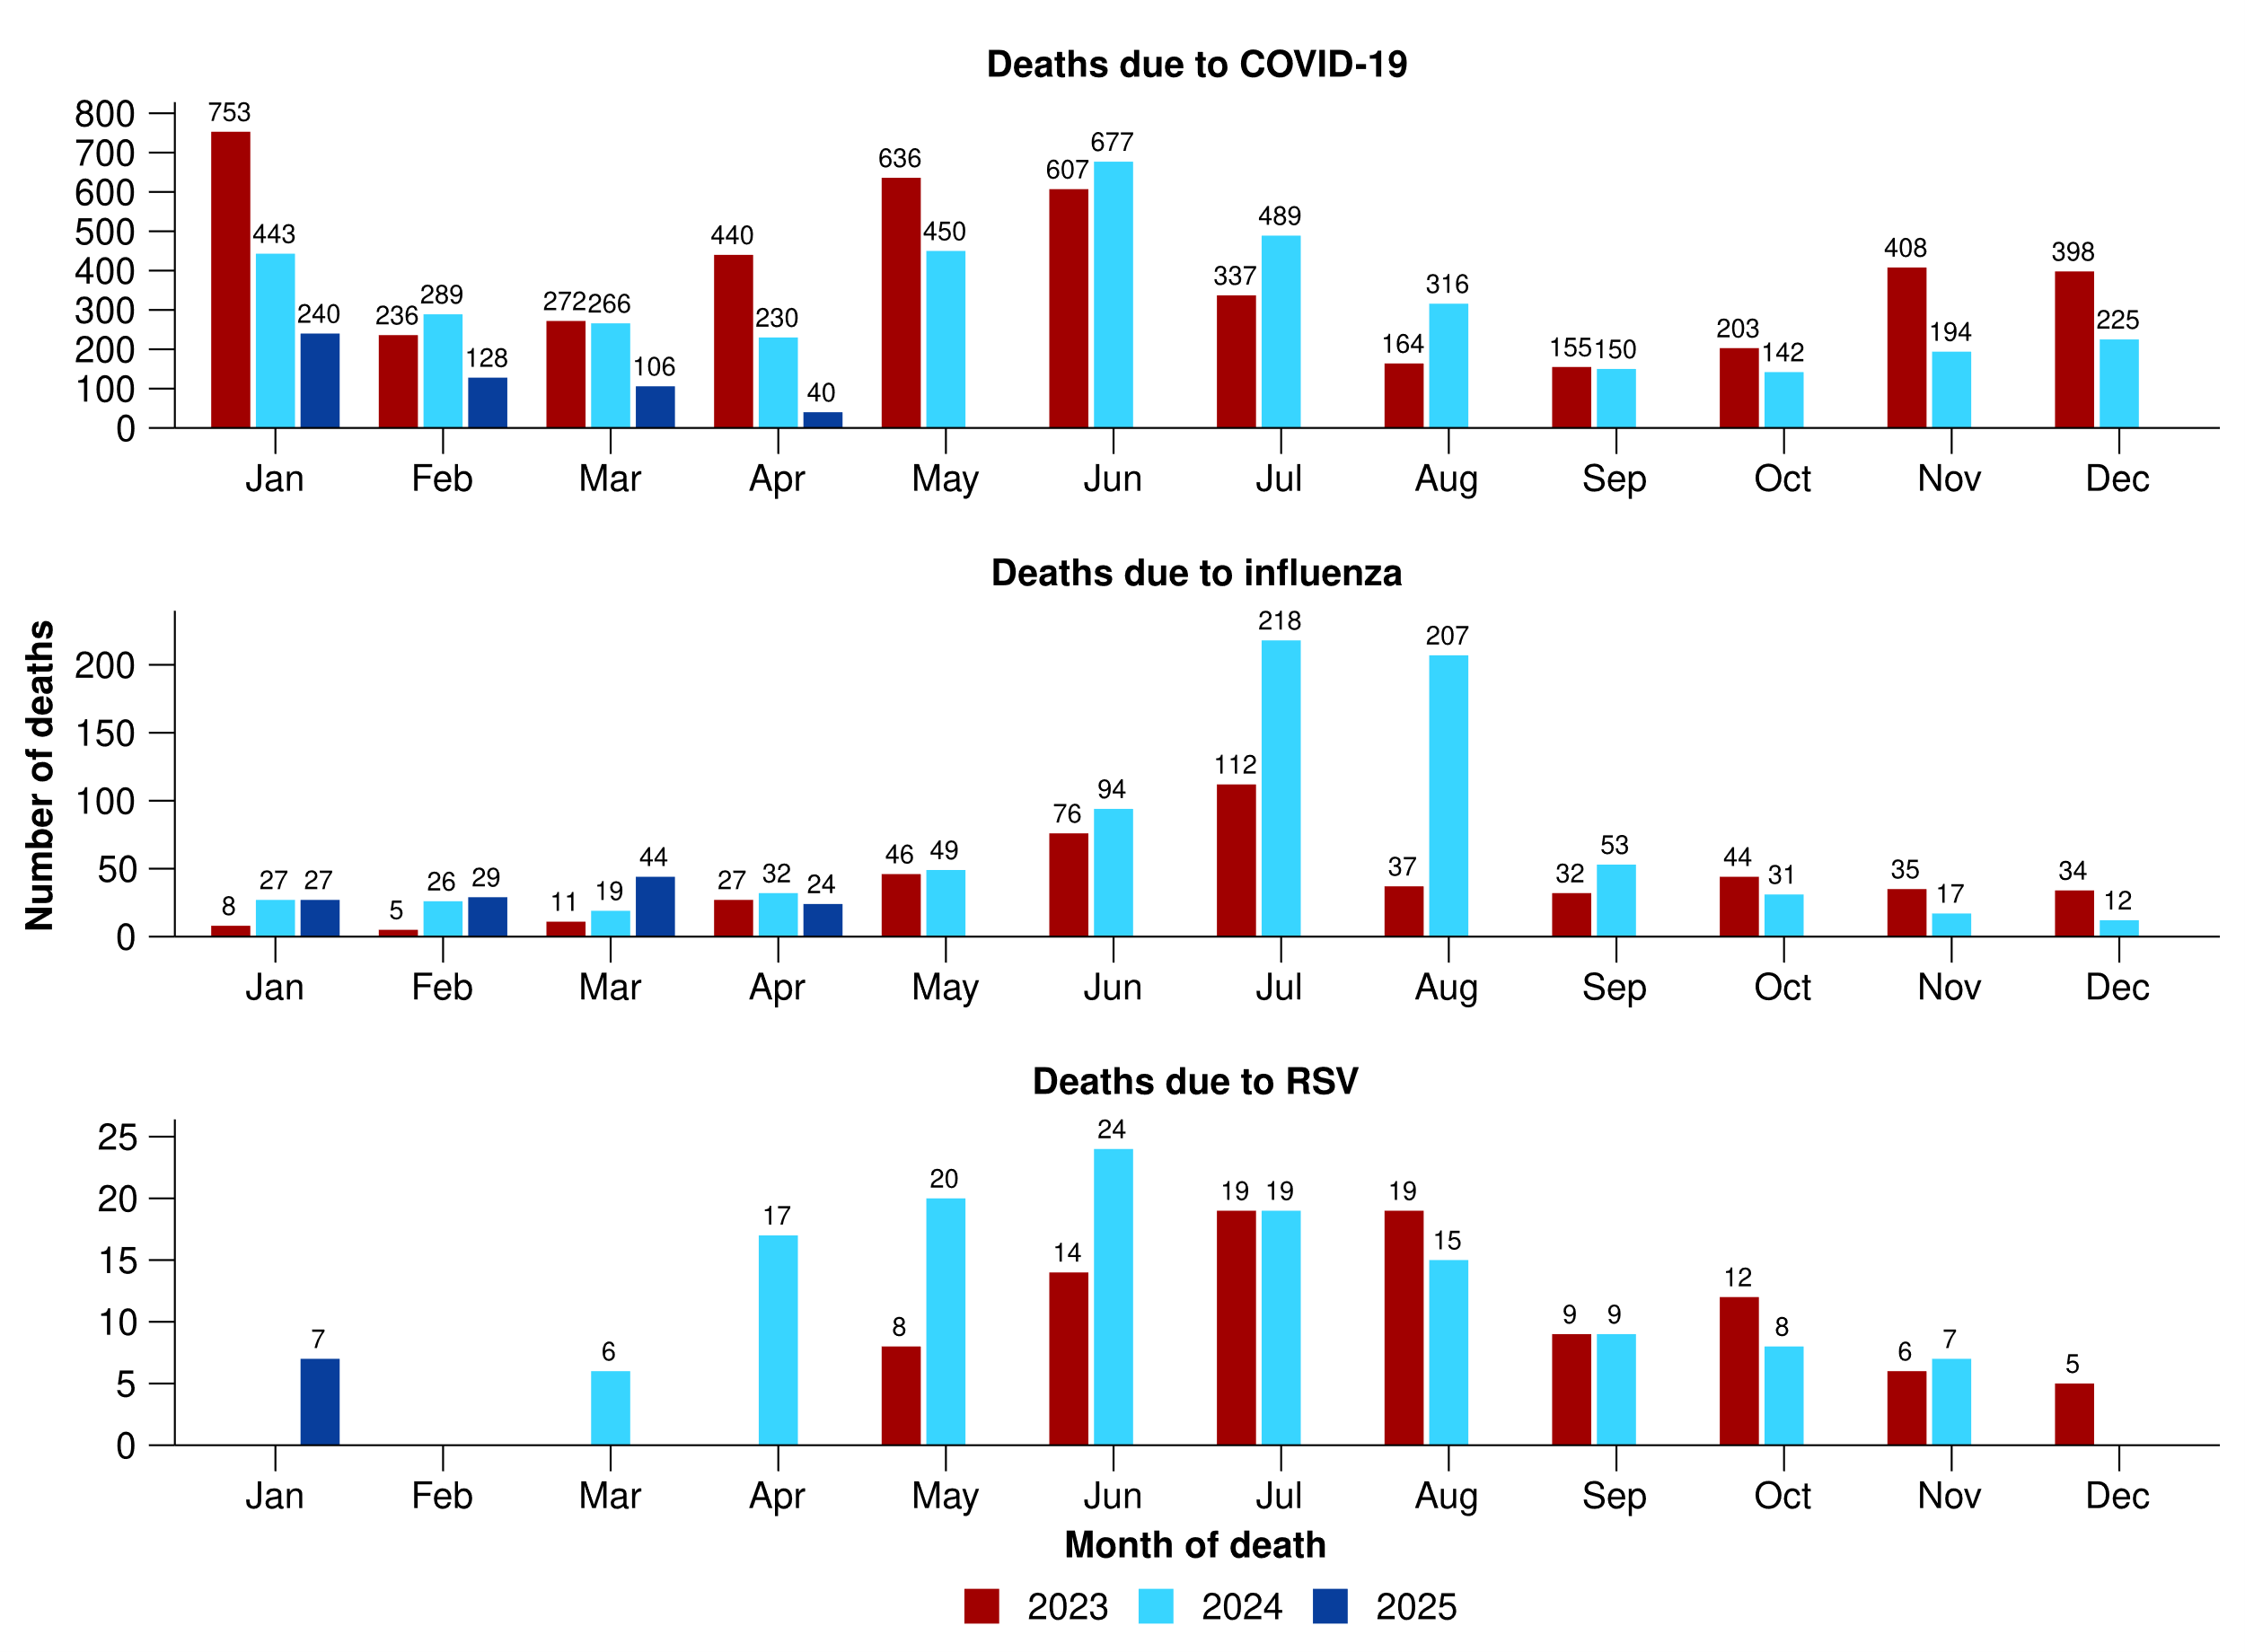 Deaths due to COVID-19
800
700
600
500
400
300
200
100
0
753 443 240 236 289 128 272 266 106 440 230 40 636 450 607 677 337 489 164 316 155 150 203 142 408 194 398 225
Jan Feb Mar Apr May Jun Jul Aug Sep Oct Nov Dec
Number of deaths
Deaths due to influenza
200
150
100
50
0
8 27 27 5 26 29 11 19 44 27 32 24 46 49 76 94 112 218 37 207 32 53 44 31 35 17 34 12
Jan Feb Mar Apr May Jun Jul Aug Sep Oct Nov Dec
Deaths due to RSV
25
20
15
10
5
0
7 6 17 8 20 14 24 19 19 19 15 9 9 12 8 6 7 5
Jan Feb Mar Apr May Jun Jul Aug Sep Oct Nov Dec
Month of death
2023 2024 2025